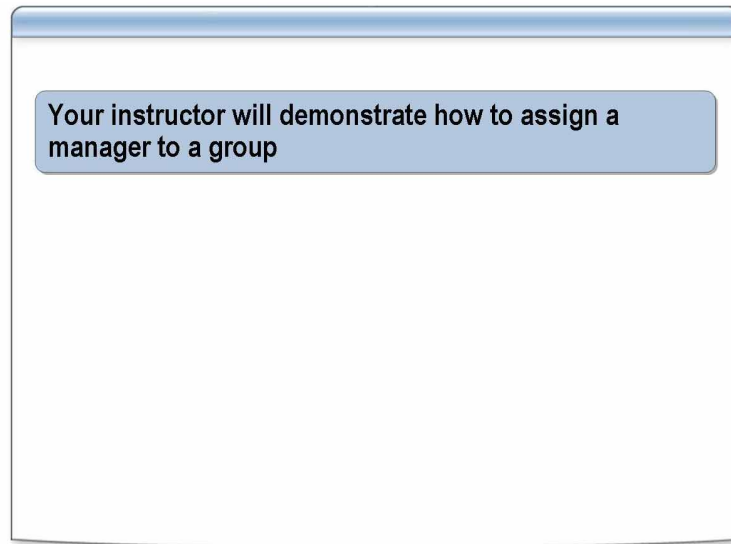 Your instructor will demonstrate how to assign a
manager to a group